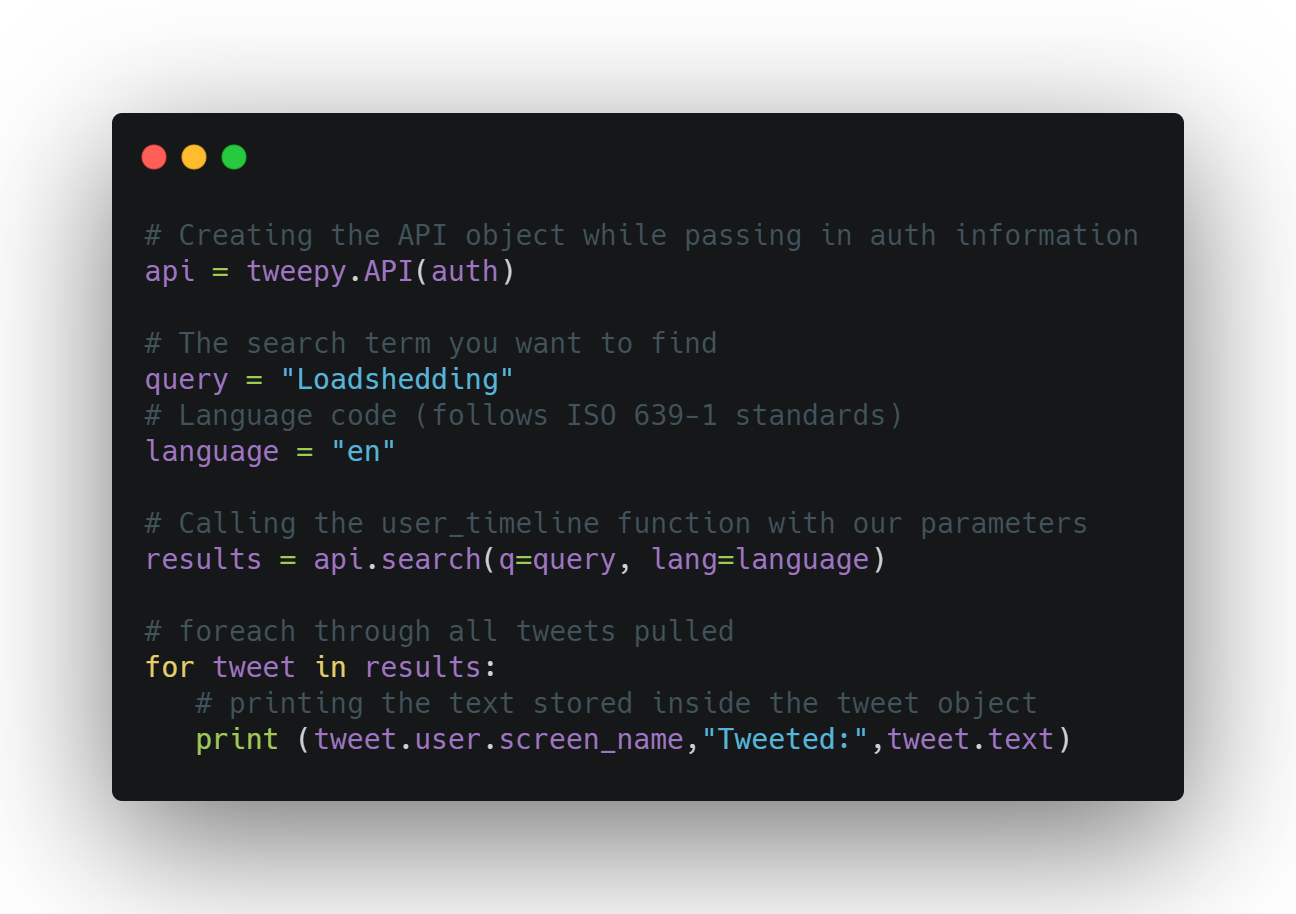 # Creating the API object while passing in auth information
api = tweepy.API(auth)

# The search term you want to find
query = "Loadshedding"
# Language code (follows ISO 639-1 standards)
language = "en"

# Calling the user_timeline function with our parameters
results = api.search(q=query, lang=language)

# foreach through all tweets pulled
for tweet in results:
   # printing the text stored inside the tweet object
   print (tweet.user.screen_name,"Tweeted:",tweet.text)